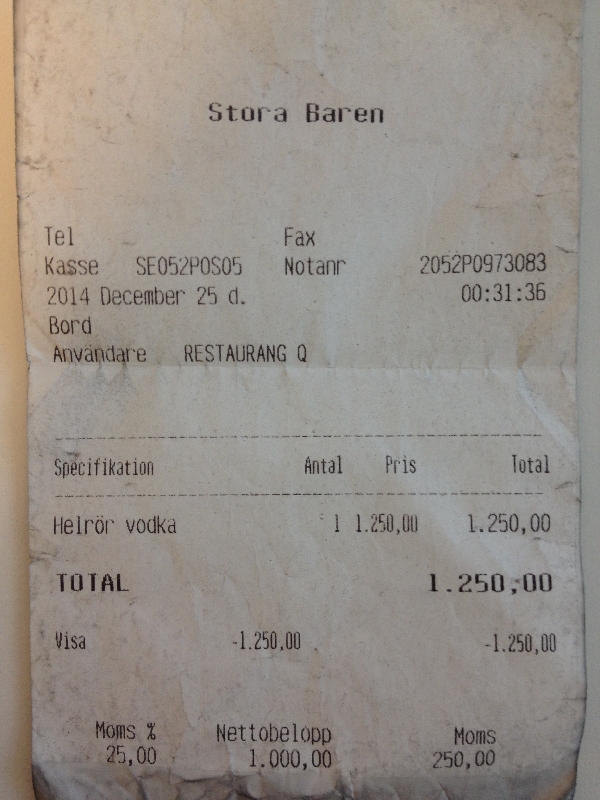 Stora Baren
Tel Fax
Kasse SE052POS05 Notanr 2052P0973083
2014 December 25 d. 00:31:36
Bord
Användare RESTAURANG Q
Specifikation Antal Pris Total
Helrör vodka 1 1.250,00 1.250,00
TOTAL 1.250,00
Visa -1.250,00 -1.250,00
Moms % Nettobelopp Moms
25,00 1.000,00 250,00